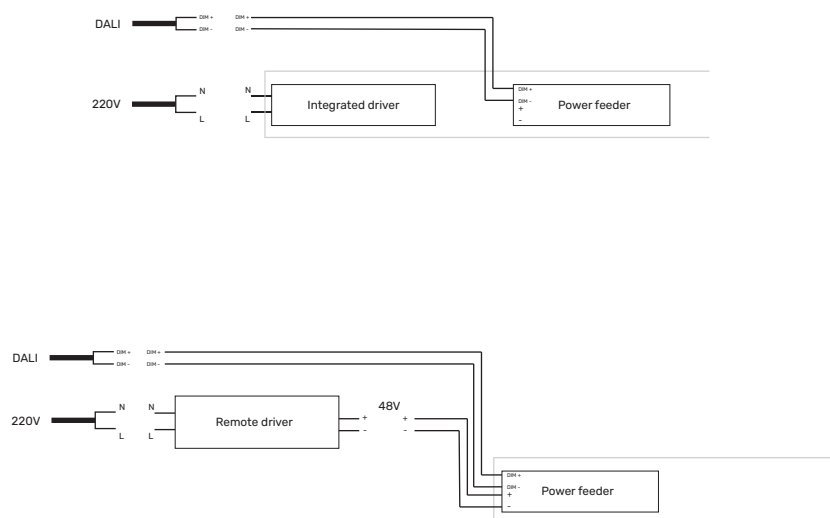 DALI DIM + DIM +
DIM - DIM -
220V N N Integrated driver DIM + Power feeder
DIM -
+
L L -
DALI DIM + DIM +
DIM - DIM -
220V N N Remote driver 48V
+ +
L L - -
DIM + Power feeder
DIM -
+
-